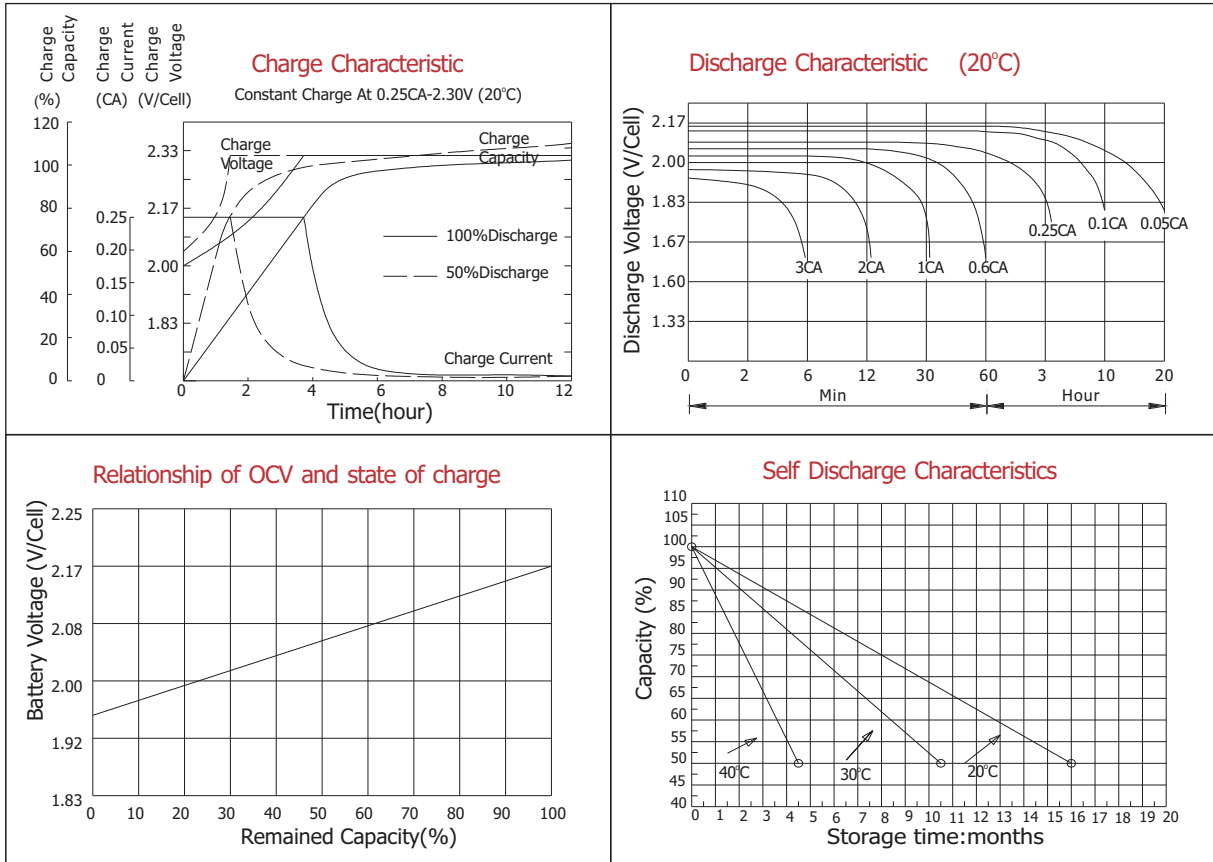 Charge Capacity
Charge Current
Charge Voltage
(%) (CA) (V/Cell)
Charge Characteristic
Constant Charge At 0.25CA-2.30V (20°C)
120
100
80
60
40
20
0
0.25
0.20
0.15
0.10
0.05
0
2.33
2.17
2.00
1.83
Charge Voltage
Charge Capacity
100%Discharge
50%Discharge
Charge Current
0 2 4 6 8 10 12
Time(hour)
Discharge Characteristic (20°C)
Discharge Voltage (V/Cell)
2.17
2.00
1.83
1.67
1.60
1.33
3CA 2CA 1CA 0.6CA 0.25CA 0.1CA 0.05CA
0 2 6 12 30 60 3 10 20
Min Hour
Relationship of OCV and state of charge
Battery Voltage (V/Cell)
2.25
2.17
2.08
2.00
1.92
1.83
0 10 20 30 40 50 60 70 80 90 100
Remained Capacity(%)
Self Discharge Characteristics
Capacity (%)
110
100
95
90
85
80
75
70
65
60
55
50
45
40
40°C 30°C 20°C
0 1 2 3 4 5 6 7 8 9 10 11 12 13 15 14 16 17 18 19 20
Storage time:months